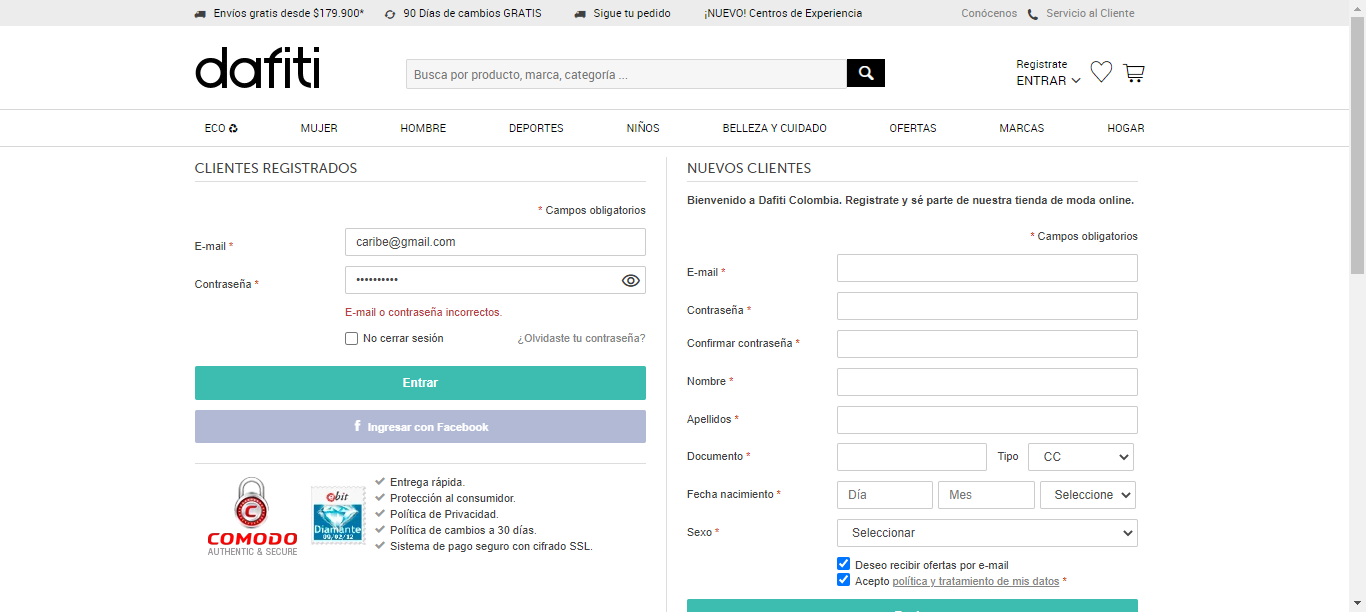 Envíos gratis desde $179.900*
90 Días de cambios GRATIS
Sigue tu pedido
¡NUEVO! Centros de Experiencia
Conócenos
Servicio al Cliente
dafiti
Busca por producto, marca, categoría ...
Registrate
ENTRAR
ECO
MUJER
HOMBRE
DEPORTES
NIÑOS
BELLEZA Y CUIDADO
OFERTAS
MARCAS
HOGAR
CLIENTES REGISTRADOS
* Campos obligatorios
E-mail *
caribe@gmail.com
Contraseña *
••••••••••
E-mail o contraseña incorrectos.
No cerrar sesión
¿Olvidaste tu contraseña?
Entrar
f Ingresar con Facebook
COMODO
AUTHENTIC & SECURE
ebit
Diamante
09/02/12
Entrega rápida.
Protección al consumidor.
Política de Privacidad.
Política de cambios a 30 días.
Sistema de pago seguro con cifrado SSL.
NUEVOS CLIENTES
Bienvenido a Dafiti Colombia. Registrate y sé parte de nuestra tienda de moda online.
* Campos obligatorios
E-mail *
Contraseña *
Confirmar contraseña *
Nombre *
Apellidos *
Documento *
Tipo
CC
Fecha nacimiento *
Día
Mes
Seleccione
Sexo *
Seleccionar
Deseo recibir ofertas por e-mail
Acepto política y tratamiento de mis datos *